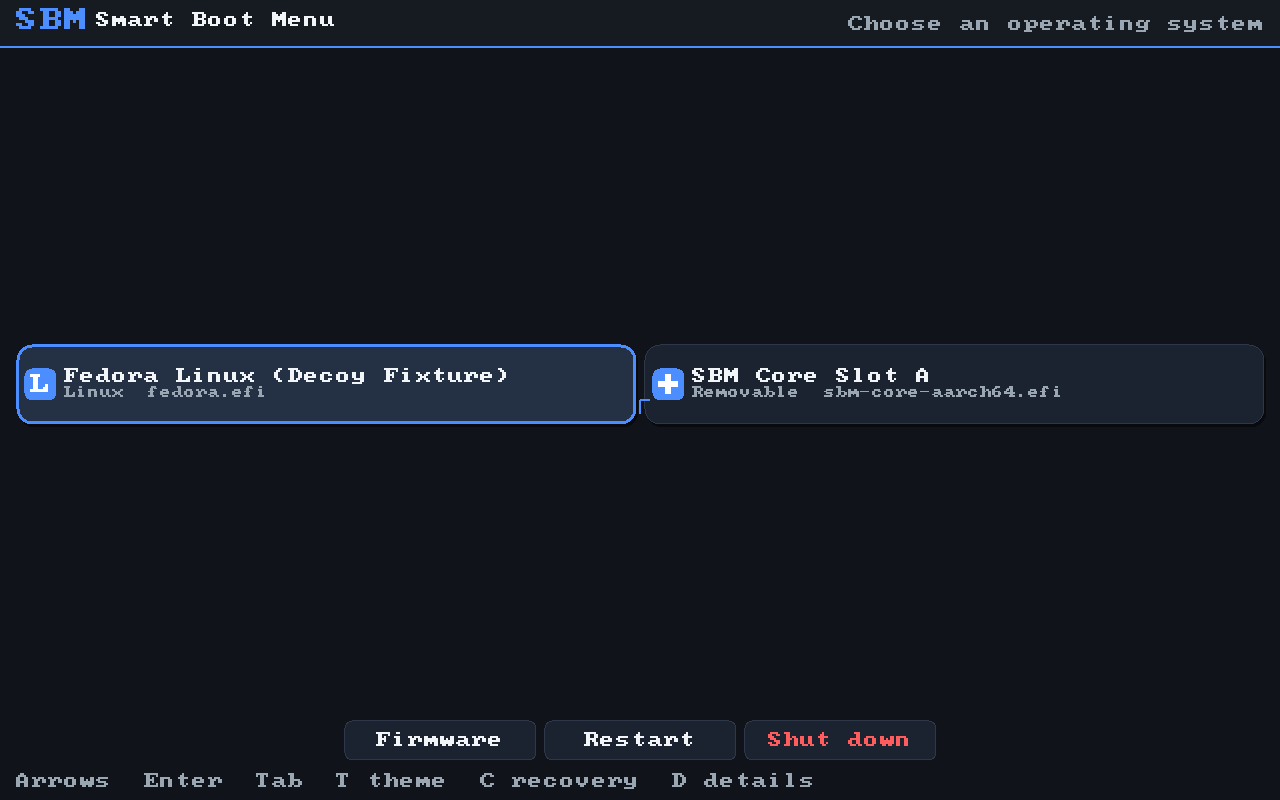 SBM Smart Boot Menu
Choose an operating system
L Fedora Linux (Decoy Fixture)
Linux fedora.efi
SBM Core Slot A
Removable sbm-core-aarch64.efi
Firmware Restart Shut down
Arrows Enter Tab T theme C recovery D details